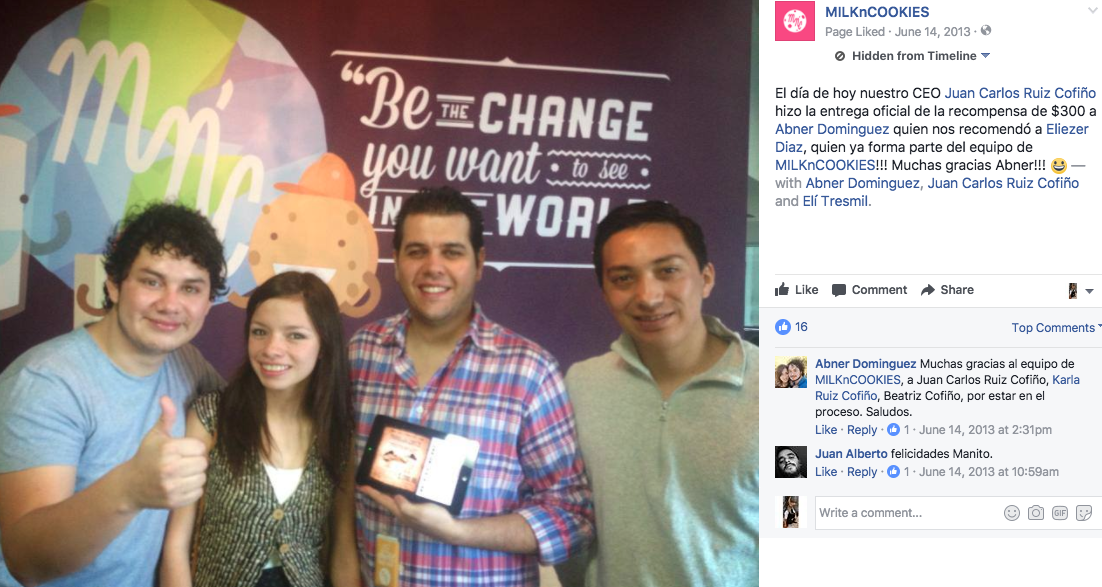 MnC
“Be THE CHANGE
you want to see
IN THE WORLD
MILKnCOOKIES
Page Liked · June 14, 2013 ·
Hidden from Timeline
El día de hoy nuestro CEO Juan Carlos Ruiz Cofiño
hizo la entrega oficial de la recompensa de $300 a
Abner Dominguez quien nos recomendó a Eliezer
Diaz, quien ya forma parte del equipo de
MILKnCOOKIES!!! Muchas gracias Abner!!! 😀 —
with Abner Dominguez, Juan Carlos Ruiz Cofiño
and Elí Tresmil.
Like Comment Share
16 Top Comments
Abner Dominguez Muchas gracias al equipo de
MILKnCOOKIES, a Juan Carlos Ruiz Cofiño, Karla
Ruiz Cofiño, Beatriz Cofiño, por estar en el
proceso. Saludos.
Like · Reply · 1 · June 14, 2013 at 2:31pm
Juan Alberto felicidades Manito.
Like · Reply · 1 · June 14, 2013 at 10:59am
Write a comment...
GIF